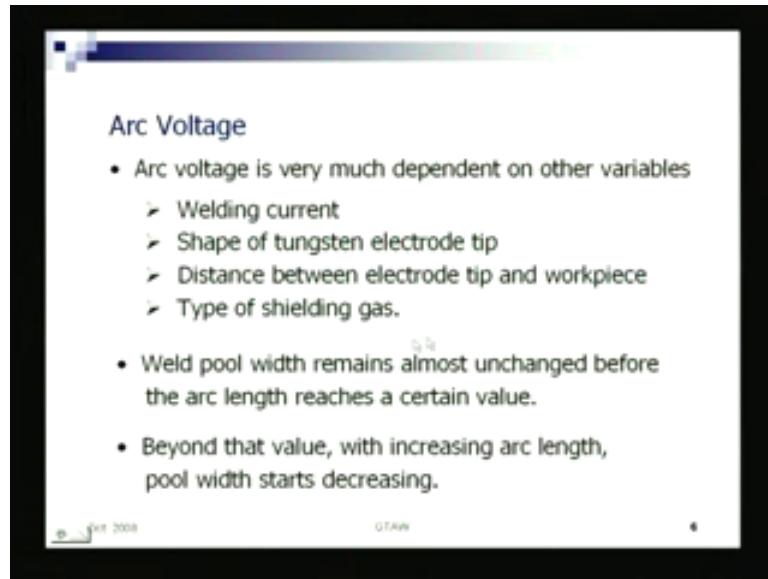 Arc Voltage
• Arc voltage is very much dependent on other variables
➢ Welding current
➢ Shape of tungsten electrode tip
➢ Distance between electrode tip and workpiece
➢ Type of shielding gas.
• Weld pool width remains almost unchanged before
the arc length reaches a certain value.
• Beyond that value, with increasing arc length,
pool width starts decreasing.
Oct 2008 GTAW 6